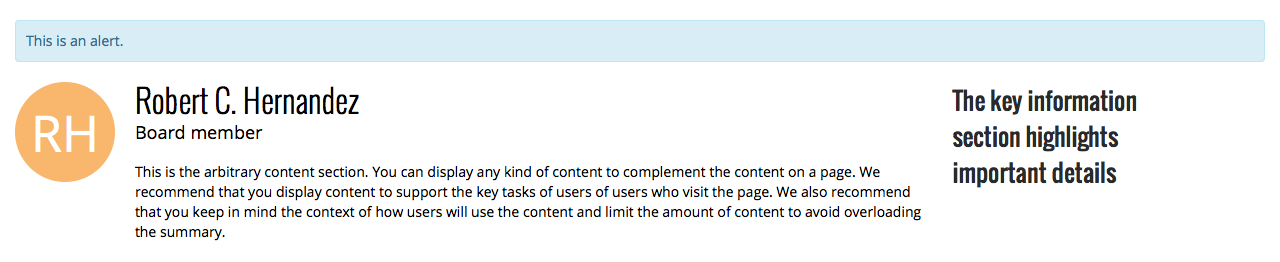 This is an alert.
RH
Robert C. Hernandez
Board member
This is the arbitrary content section. You can display any kind of content to complement the content on a page. We
recommend that you display content to support the key tasks of users of users who visit the page. We also recommend
that you keep in mind the context of how users will use the content and limit the amount of content to avoid overloading
the summary.
The key information
section highlights
important details